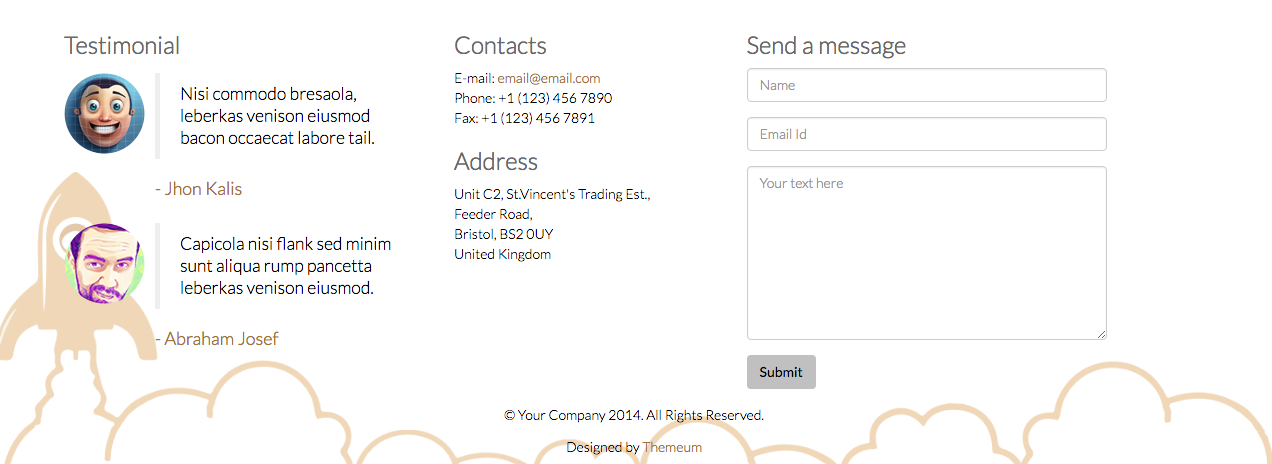 Testimonial
Nisi commodo bresaola,
leberkas venison eiusmod
bacon occaecat labore tail.
- Jhon Kalis
Capicola nisi flank sed minim
sunt aliqua rump pancetta
leberkas venison eiusmod.
- Abraham Josef
Contacts
E-mail: email@email.com
Phone: +1 (123) 456 7890
Fax: +1 (123) 456 7891
Address
Unit C2, St.Vincent's Trading Est.,
Feeder Road,
Bristol, BS2 0UY
United Kingdom
Send a message
Name
Email Id
Your text here
Submit
© Your Company 2014. All Rights Reserved.
Designed by Themeum